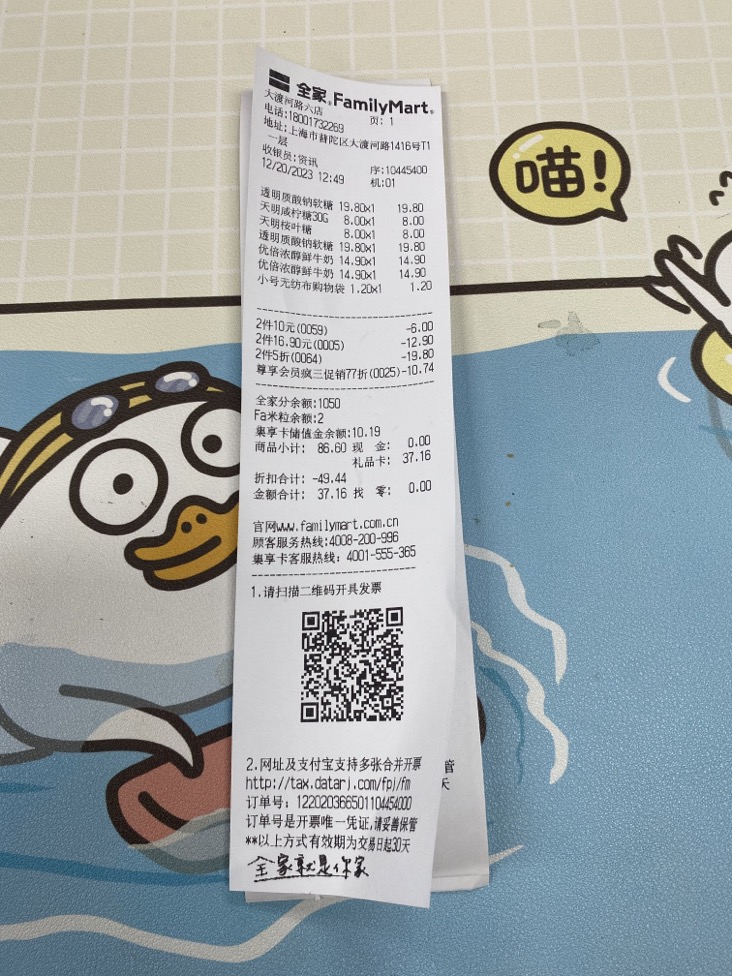 全家 FamilyMart
大渡河路六店
页: 1
电话:18001732269
地址:上海市普陀区大渡河路1416号T1
一层
收银员:资讯
序:10445400
12/20/2023 12:49
机:01
透明质酸钠软糖 19.80x1 19.80
天明咸柠糖30G 8.00x1 8.00
天明桉叶糖 8.00x1 8.00
透明质酸钠软糖 19.80x1 19.80
优倍浓醇鲜牛奶 14.90x1 14.90
优倍浓醇鲜牛奶 14.90x1 14.90
小号无纺布购物袋 1.20x1 1.20
2件10元(0059) -6.00
2件16.90元(0005) -12.90
2件5折(0064) -19.80
尊享会员疯三促销77折(0025)-10.74
全家分余额:1050
Fa米粒余额:2
集享卡储值金余额:10.19
商品小计: 86.60 现 金: 0.00
礼品卡: 37.16
折扣合计: -49.44
金额合计: 37.16 找 零: 0.00
官网www.familymart.com.cn
顾客服务热线:4008-200-996
集享卡客服热线: 4001-555-365
1.请扫描二维码开具发票
2.网址及支付宝支持多张合并开票
http://tax.datarj.com/fpj/fm
订单号: 1220203665011044540​00
订单号是开票唯一凭证,请妥善保管
**以上方式有效期为交易日起30天
全家就是你家
管
天
喵!